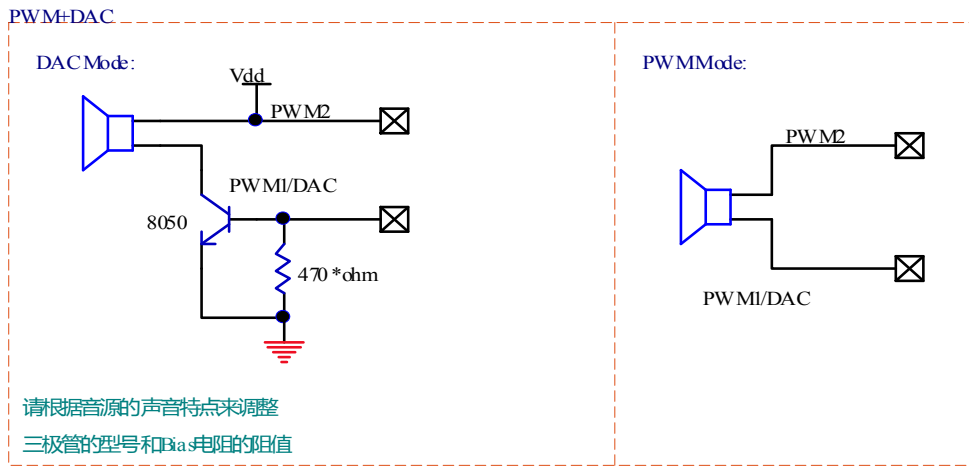 PWM+DAC
DAC Mode:
Vdd
PWM2
PWM1/DAC
8050
470 *ohm
请根据音源的声音特点来调整
三极管的型号和Bias电阻的阻值
PWM Mode:
PWM2
PWM1/DAC